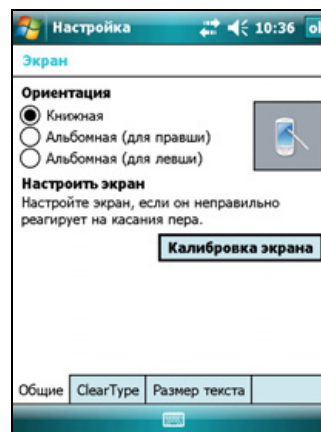 Настройка 10:36 ok
Экран
Ориентация
Книжная
Альбомная (для правши)
Альбомная (для левши)
Настроить экран
Настройте экран, если он неправильно
реагирует на касания пера.
Калибровка экрана
Общие ClearType Размер текста